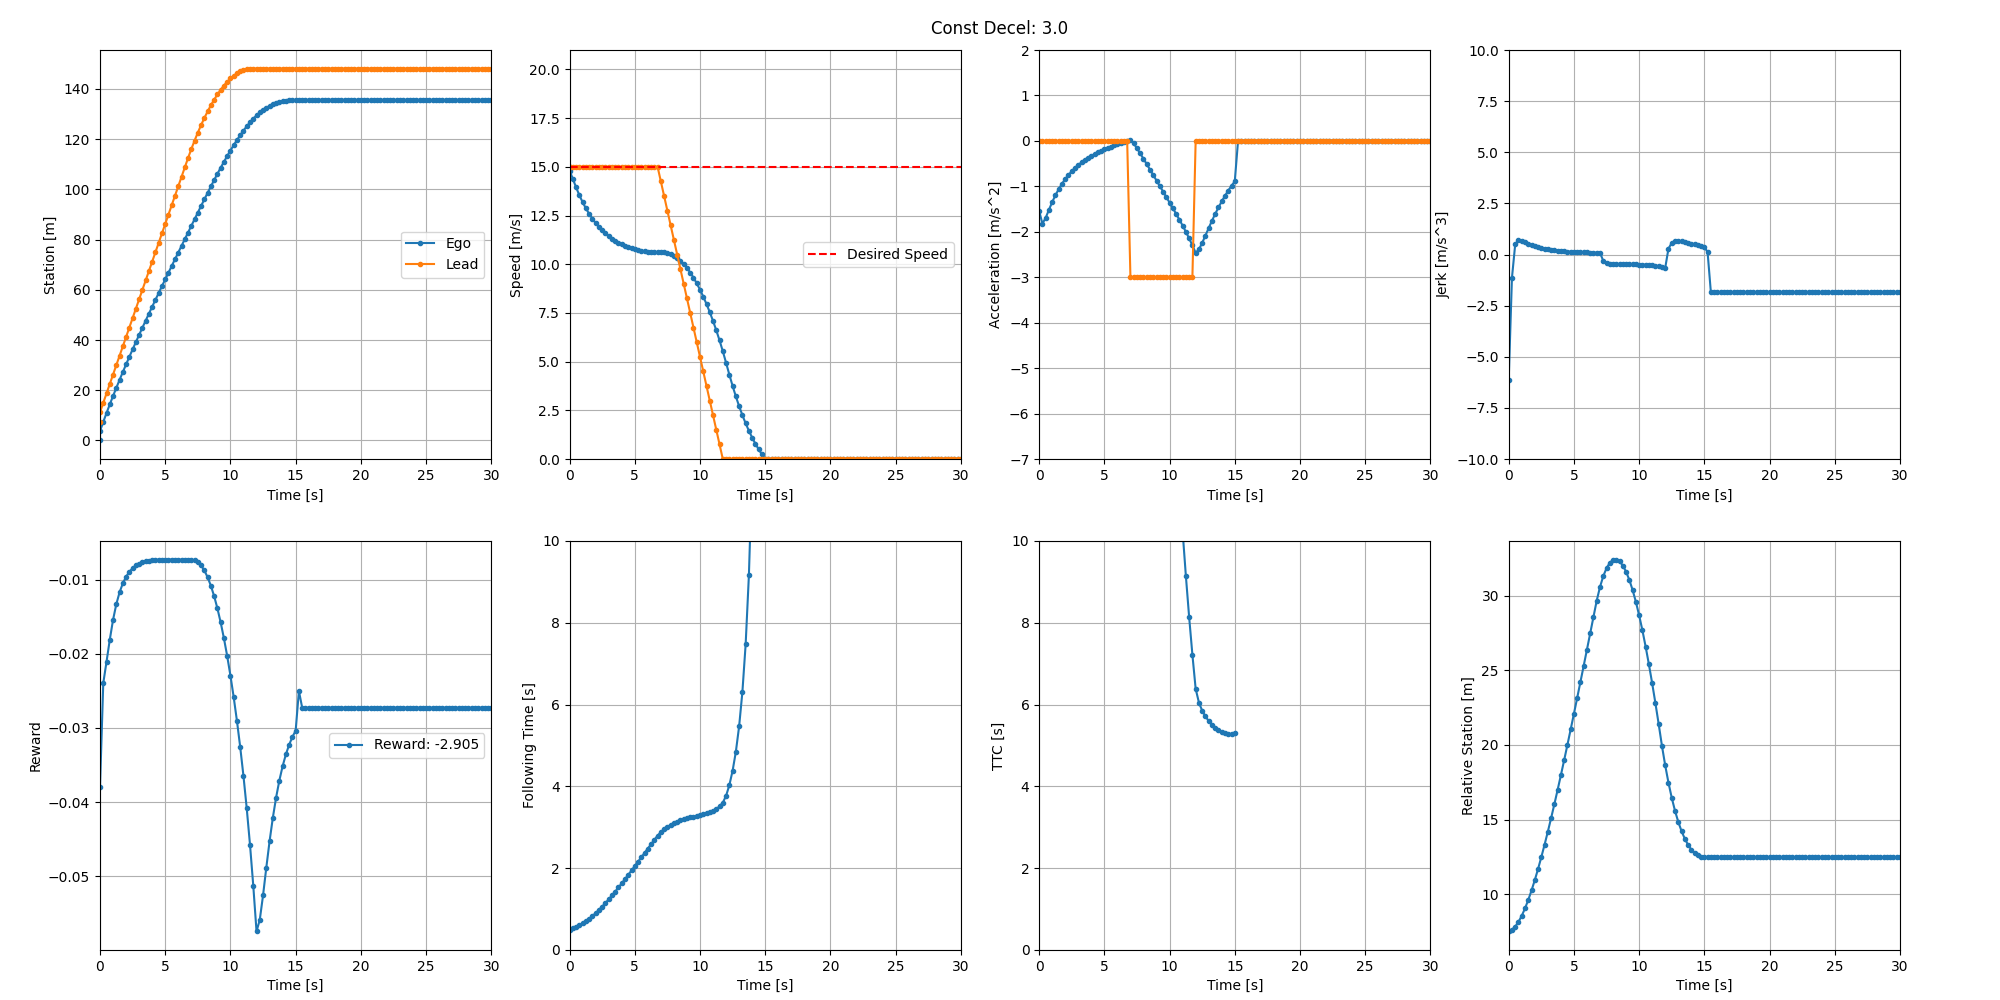 Const Decel: 3.0
Station [m]
140
120
100
80
60
40
20
0
Ego
Lead
0 5 10 15 20 25 30
Time [s]
Speed [m/s]
20.0
17.5
15.0
12.5
10.0
7.5
5.0
2.5
0.0
Desired Speed
0 5 10 15 20 25 30
Time [s]
Acceleration [m/s^2]
2
1
0
−1
−2
−3
−4
−5
−6
−7
0 5 10 15 20 25 30
Time [s]
Jerk [m/s^3]
10.0
7.5
5.0
2.5
0.0
−2.5
−5.0
−7.5
−10.0
0 5 10 15 20 25 30
Time [s]
Reward
−0.01
−0.02
−0.03
−0.04
−0.05
Reward: -2.905
0 5 10 15 20 25 30
Time [s]
Following Time [s]
10
8
6
4
2
0
0 5 10 15 20 25 30
Time [s]
TTC [s]
10
8
6
4
2
0
0 5 10 15 20 25 30
Time [s]
Relative Station [m]
30
25
20
15
10
0 5 10 15 20 25 30
Time [s]